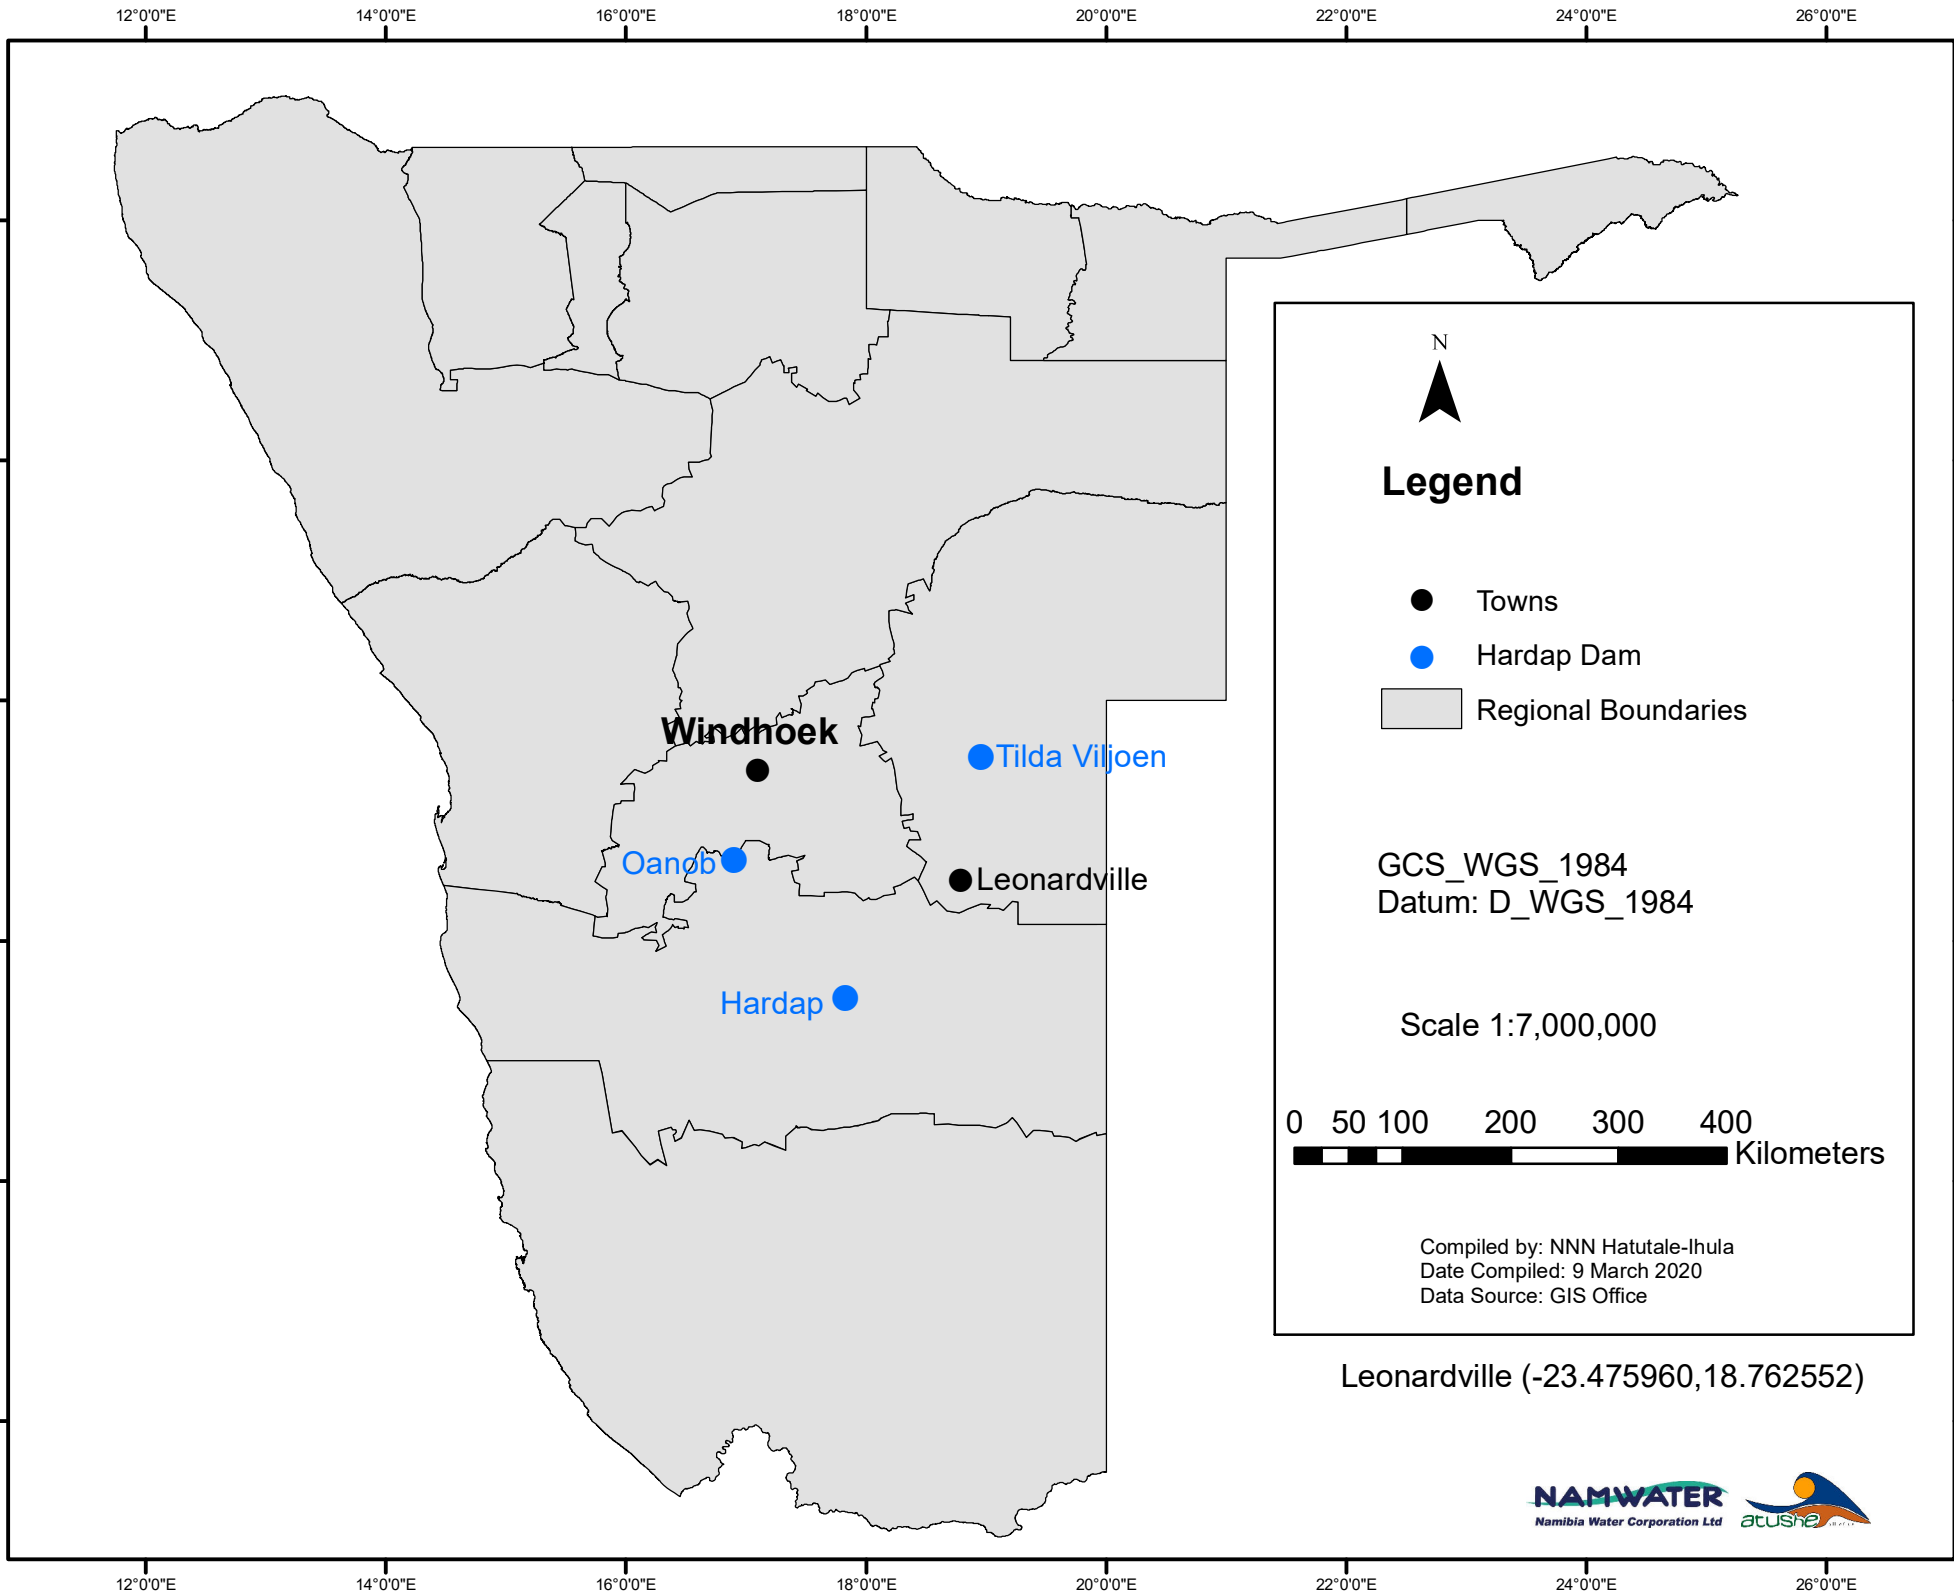 12°0'0"E 14°0'0"E 16°0'0"E 18°0'0"E 20°0'0"E 22°0'0"E 24°0'0"E 26°0'0"E
N
Legend
Towns
Hardap Dam
Regional Boundaries
Windhoek
Tilda Viljoen
Oanob
Leonardville
Hardap
GCS_WGS_1984
Datum: D_WGS_1984
Scale 1:7,000,000
0 50 100 200 300 400
Kilometers
Compiled by: NNN Hatutale-Ihula
Date Compiled: 9 March 2020
Data Source: GIS Office
Leonardville (-23.475960,18.762552)
NAMWATER
Namibia Water Corporation Ltd
atushe
12°0'0"E 14°0'0"E 16°0'0"E 18°0'0"E 20°0'0"E 22°0'0"E 24°0'0"E 26°0'0"E